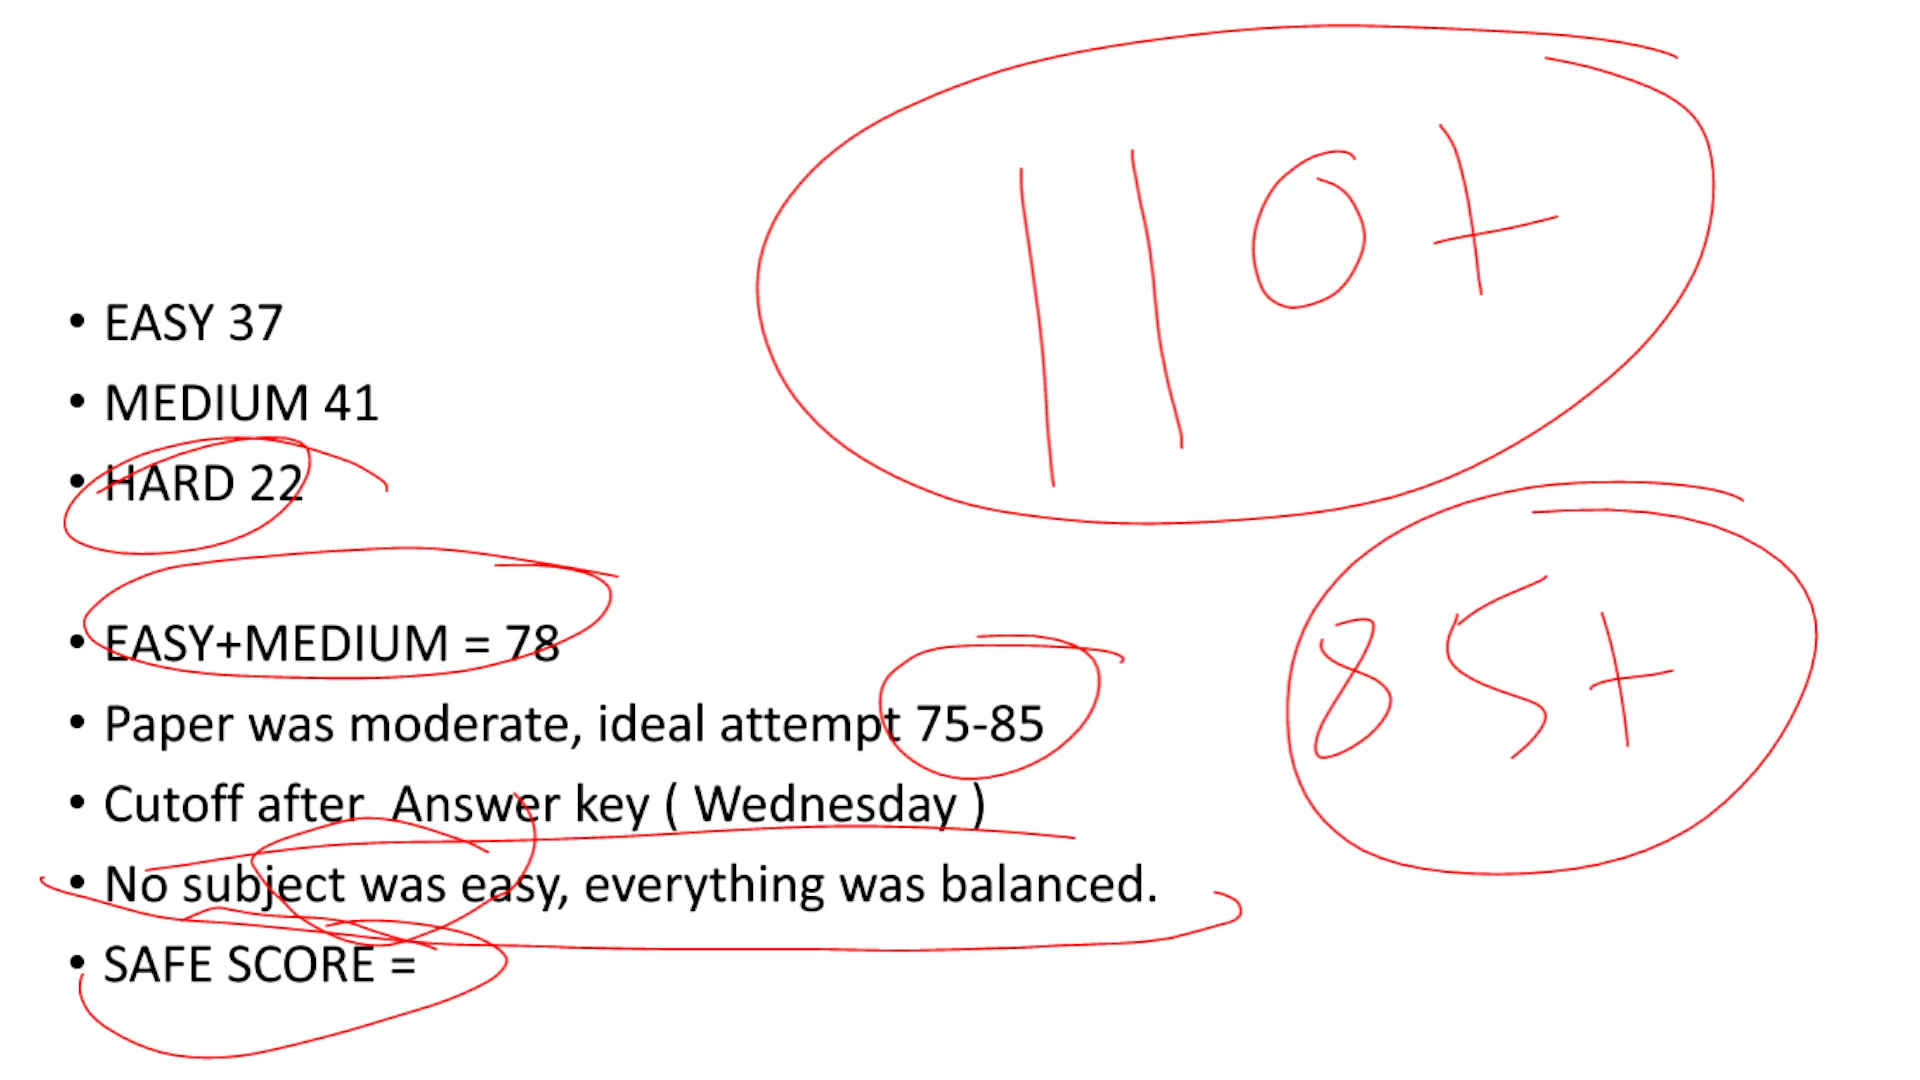 110+
• EASY 37
• MEDIUM 41
• HARD 22
• EASY+MEDIUM = 78
85+
• Paper was moderate, ideal attempt 75-85
• Cutoff after Answer key ( Wednesday )
• No subject was easy, everything was balanced.
• SAFE SCORE =